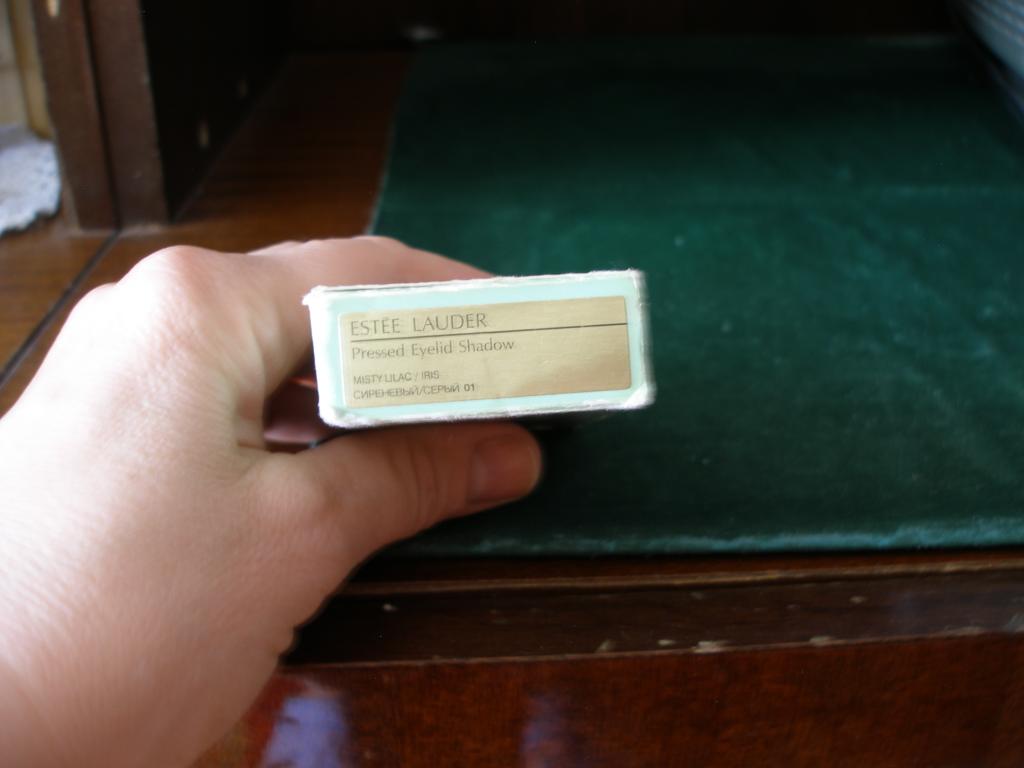 ESTĒE LAUDER
Pressed Eyelid Shadow
MISTY LILAC / IRIS
СИРЕНЕВЫЙ/СЕРЫЙ 01